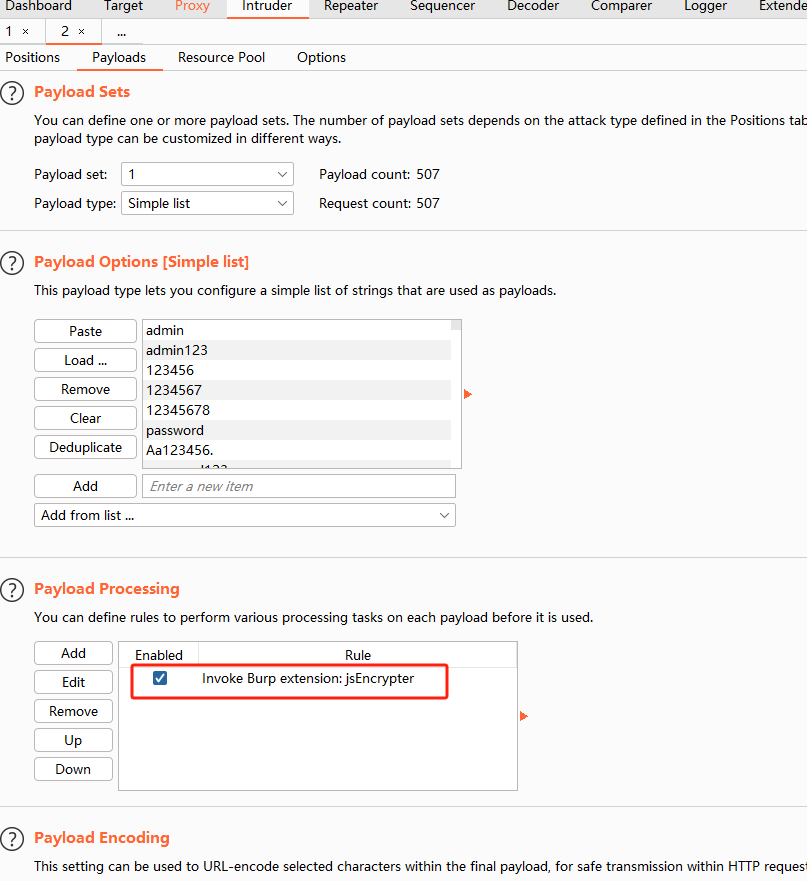 Dashboard Target Proxy Intruder Repeater Sequencer Decoder Comparer Logger Extende
1 × 2 × ...
Positions Payloads Resource Pool Options
? Payload Sets
You can define one or more payload sets. The number of payload sets depends on the attack type defined in the Positions tab
payload type can be customized in different ways.
Payload set: 1 Payload count: 507
Payload type: Simple list Request count: 507
? Payload Options [Simple list]
This payload type lets you configure a simple list of strings that are used as payloads.
Paste
Load ...
Remove
Clear
Deduplicate
admin
admin123
123456
1234567
12345678
password
Aa123456.
Add Enter a new item
Add from list ...
? Payload Processing
You can define rules to perform various processing tasks on each payload before it is used.
Add
Edit
Remove
Up
Down
Enabled Rule
Invoke Burp extension: jsEncrypter
? Payload Encoding
This setting can be used to URL-encode selected characters within the final payload, for safe transmission within HTTP reques